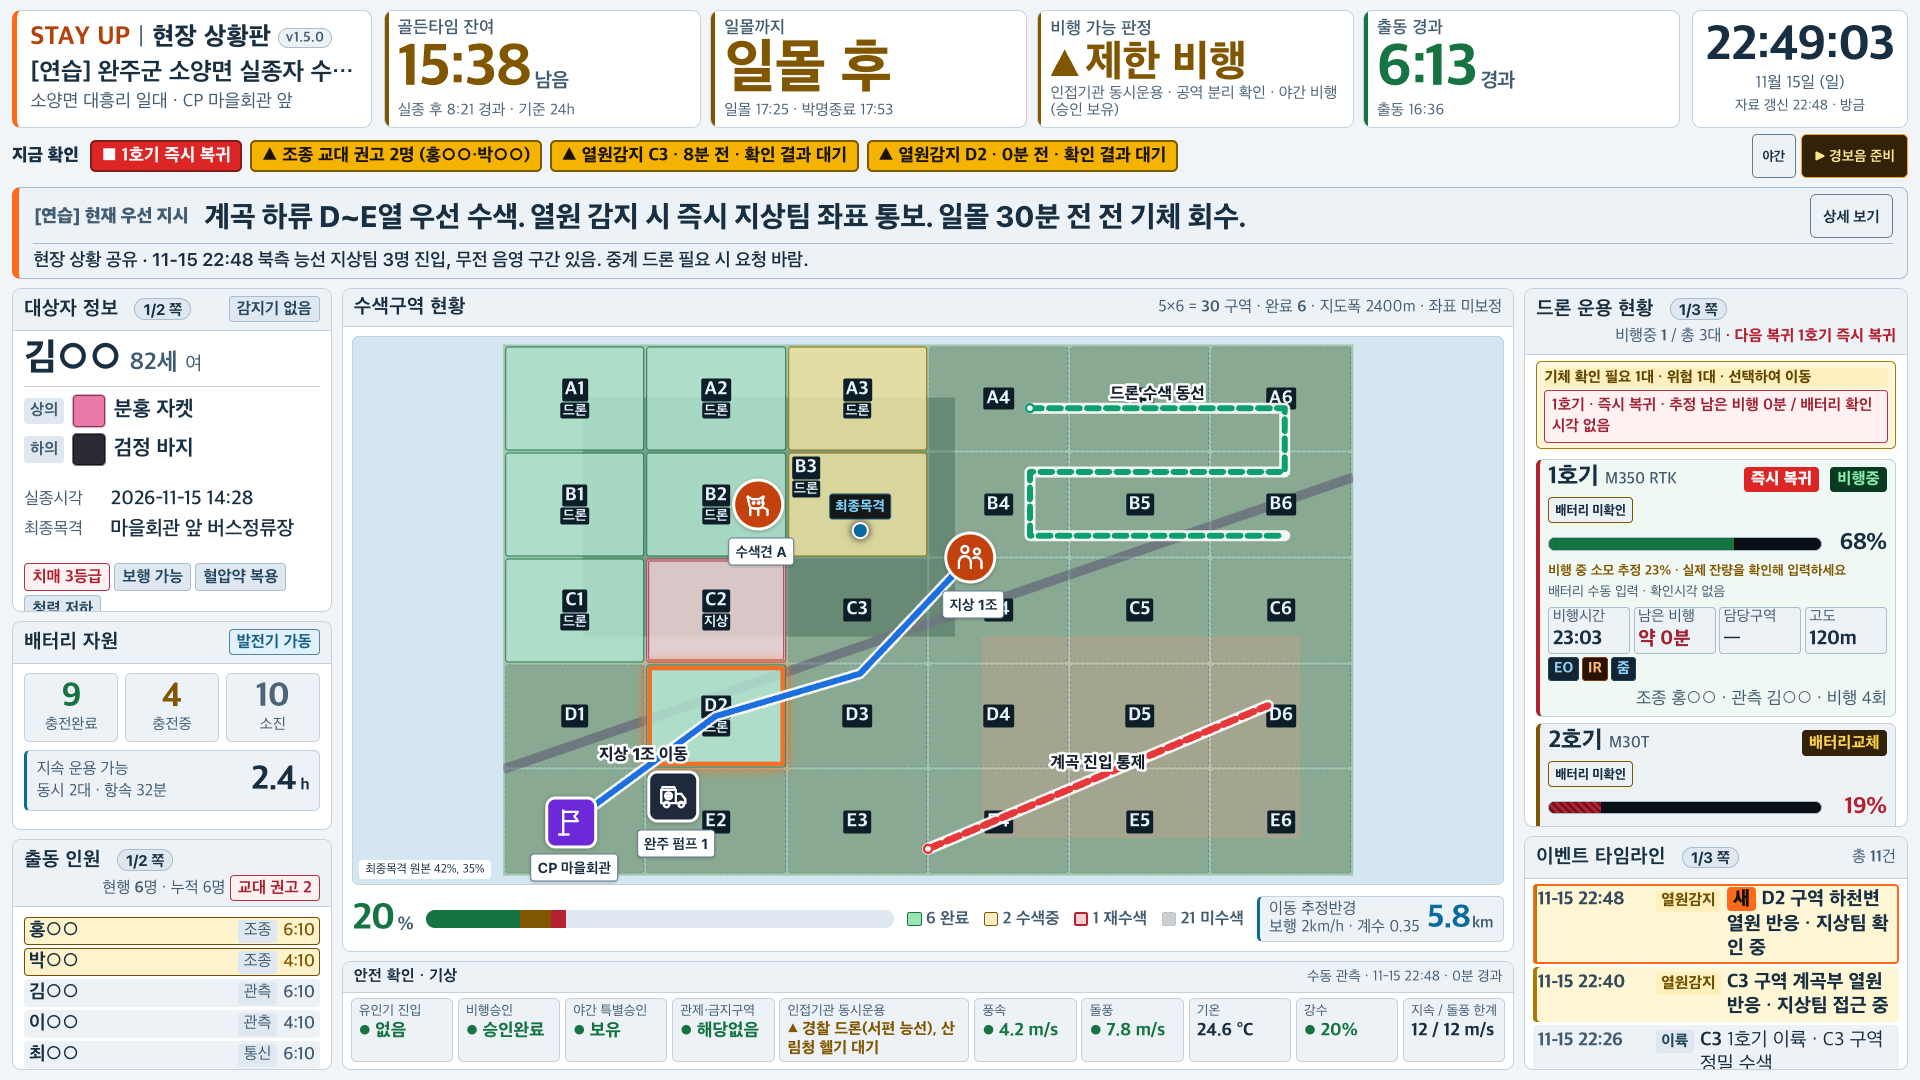 STAY UP | 현장 상황판 v1.5.0
[연습] 완주군 소양면 실종자 수…
소양면 대흥리 일대 · CP 마을회관 앞
골든타임 잔여
15:38 남음
실종 후 8:21 경과 · 기준 24h
일몰까지
일몰 후
일몰 17:25 · 박명종료 17:53
비행 가능 판정
▲ 제한 비행
인접기관 동시운용 · 공역 분리 확인 · 야간 비행
(승인 보유)
출동 경과
6:13 경과
출동 16:36
22:49:03
11월 15일 (일)
자료 갱신 22:48 · 방금
지금 확인
■ 1호기 즉시 복귀
▲ 조종 교대 권고 2명 (홍○○·박○○)
▲ 열원감지 C3 · 8분 전 · 확인 결과 대기
▲ 열원감지 D2 · 0분 전 · 확인 결과 대기
야간
▶ 경보음 준비
[연습] 현재 우선 지시 계곡 하류 D~E열 우선 수색. 열원 감지 시 즉시 지상팀 좌표 통보. 일몰 30분 전 전 기체 회수.
상세 보기
현장 상황 공유 · 11-15 22:48 북측 능선 지상팀 3명 진입, 무전 음영 구간 있음. 중계 드론 필요 시 요청 바람.
대상자 정보 1/2 쪽 감지기 없음
김○○ 82세 여
상의 분홍 자켓
하의 검정 바지
실종시각 2026-11-15 14:28
최종목격 마을회관 앞 버스정류장
치매 3등급 보행 가능 혈압약 복용
청력 저하
배터리 자원 발전기 가동
9 충전완료
4 충전중
10 소진
지속 운용 가능
동시 2대 · 항속 32분
2.4 h
출동 인원 1/2 쪽
현행 6명 · 누적 6명 교대 권고 2
홍○○ 조종 6:10
박○○ 조종 4:10
김○○ 관측 6:10
이○○ 관측 4:10
최○○ 통신 6:10
수색구역 현황
5×6 = 30 구역 · 완료 6 · 지도폭 2400m · 좌표 미보정
A1 드론
A2 드론
A3 드론
A4
드론 수색 동선
A6
B1 드론
B2 드론
수색견 A
B3 드론
최종목격
B4
B5
B6
C1 드론
C2 지상
C3
지상 1조
C5
C6
D1
D2 드론
D3
D4
D5
D6
지상 1조 이동
계곡 진입 통제
CP 마을회관
완주 펌프 1
E2
E3
E4
E5
E6
최종목격 원본 42%, 35%
20 %
6 완료
2 수색중
1 재수색
21 미수색
이동 추정반경
보행 2km/h · 계수 0.35
5.8 km
안전 확인 · 기상
수동 관측 · 11-15 22:48 · 0분 경과
유인기 진입
● 없음
비행승인
● 승인완료
야간 특별승인
● 보유
관제·금지구역
● 해당없음
인접기관 동시운용
▲ 경찰 드론(서편 능선), 산
림청 헬기 대기
풍속
● 4.2 m/s
돌풍
● 7.8 m/s
기온
24.6 °C
강수
● 20%
지속 / 돌풍 한계
12 / 12 m/s
드론 운용 현황 1/3 쪽
비행중 1 / 총 3대 · 다음 복귀 1호기 즉시 복귀
기체 확인 필요 1대 · 위험 1대 · 선택하여 이동
1호기 · 즉시 복귀 · 추정 남은 비행 0분 / 배터리 확인
시각 없음
1호기 M350 RTK 즉시 복귀 비행중
배터리 미확인
68%
비행 중 소모 추정 23% · 실제 잔량을 확인해 입력하세요
배터리 수동 입력 · 확인시각 없음
비행시간
23:03
남은 비행
약 0분
담당구역
—
고도
120m
EO IR 줌
조종 홍○○ · 관측 김○○ · 비행 4회
2호기 M30T 배터리교체
배터리 미확인
19%
이벤트 타임라인 1/3 쪽 총 11건
11-15 22:48 열원감지 새 D2 구역 하천변
열원 반응 · 지상팀 확
인 중
11-15 22:40 열원감지 C3 구역 계곡부 열원
반응 · 지상팀 접근 중
11-15 22:26 이륙 C3 1호기 이륙 · C3 구역
정밀 수색